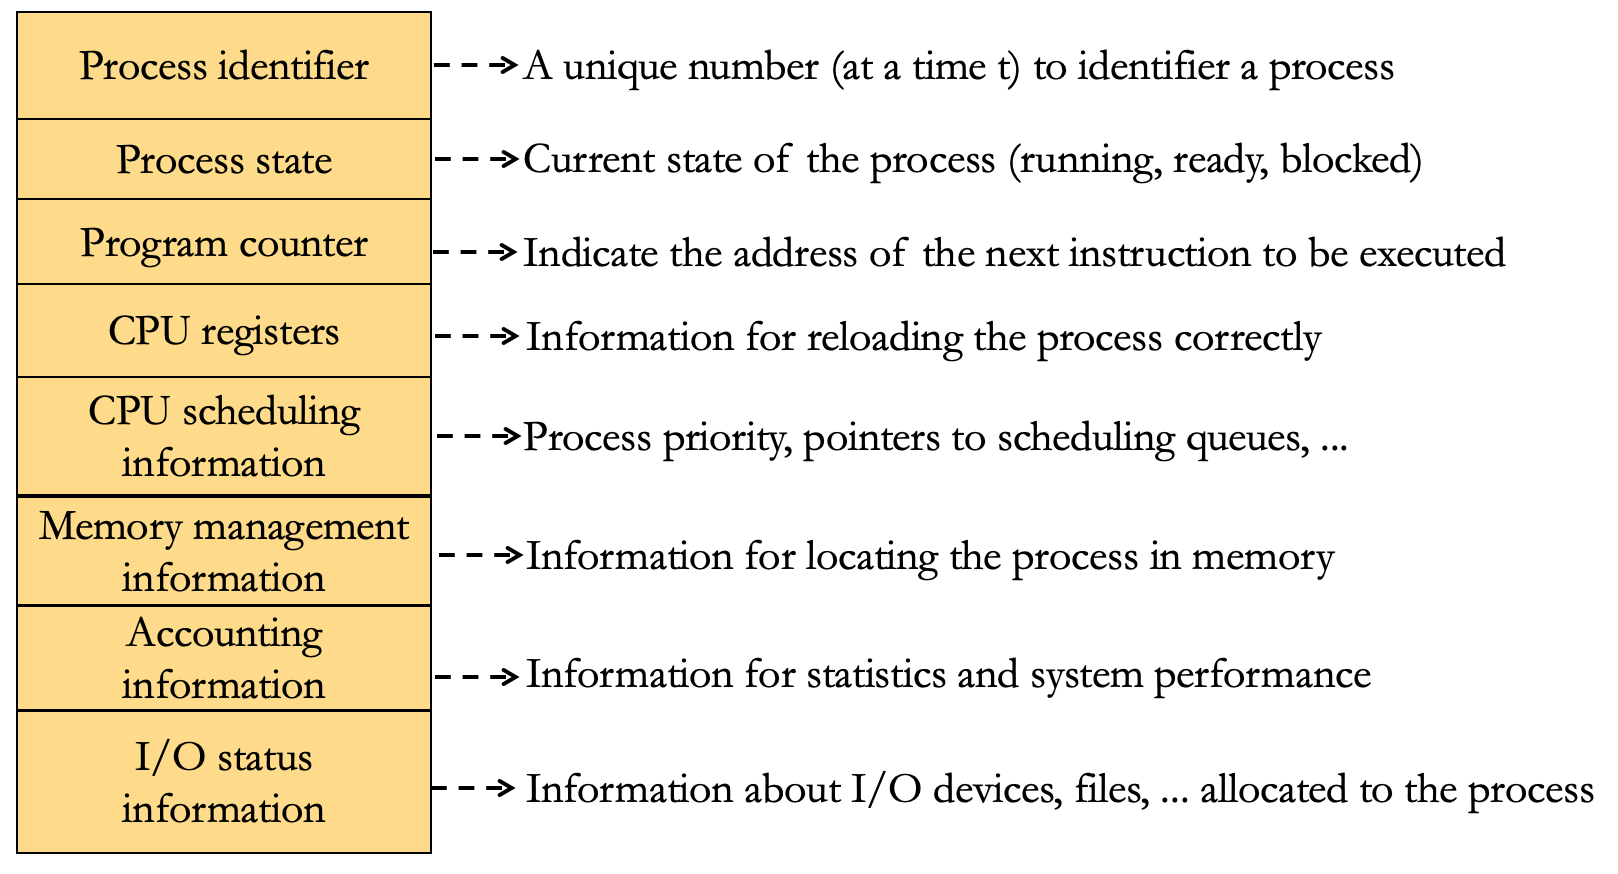 Process identifier
A unique number (at a time t) to identifier a process
Process state
Current state of the process (running, ready, blocked)
Program counter
Indicate the address of the next instruction to be executed
CPU registers
Information for reloading the process correctly
CPU scheduling
information
Process priority, pointers to scheduling queues, ...
Memory management
information
Information for locating the process in memory
Accounting
information
Information for statistics and system performance
I/O status
information
Information about I/O devices, files, ... allocated to the process